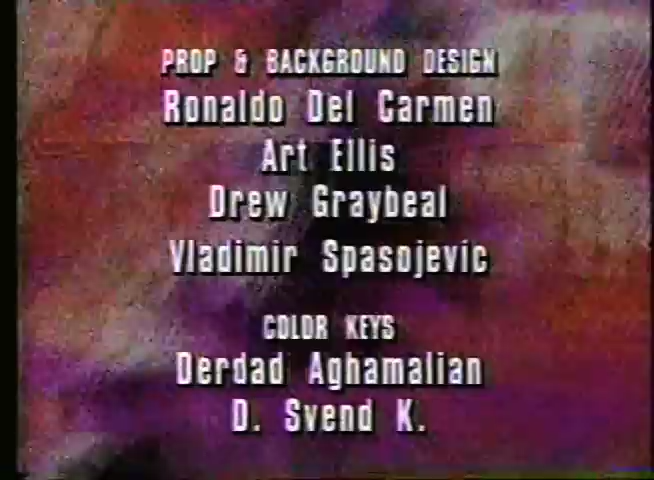 PROP & BACKGROUND DESIGN
Ronaldo Del Carmen
Art Ellis
Drew Graybeal
Vladimir Spasojevic
COLOR KEYS
Derdad Aghamalian
D. Svend K.